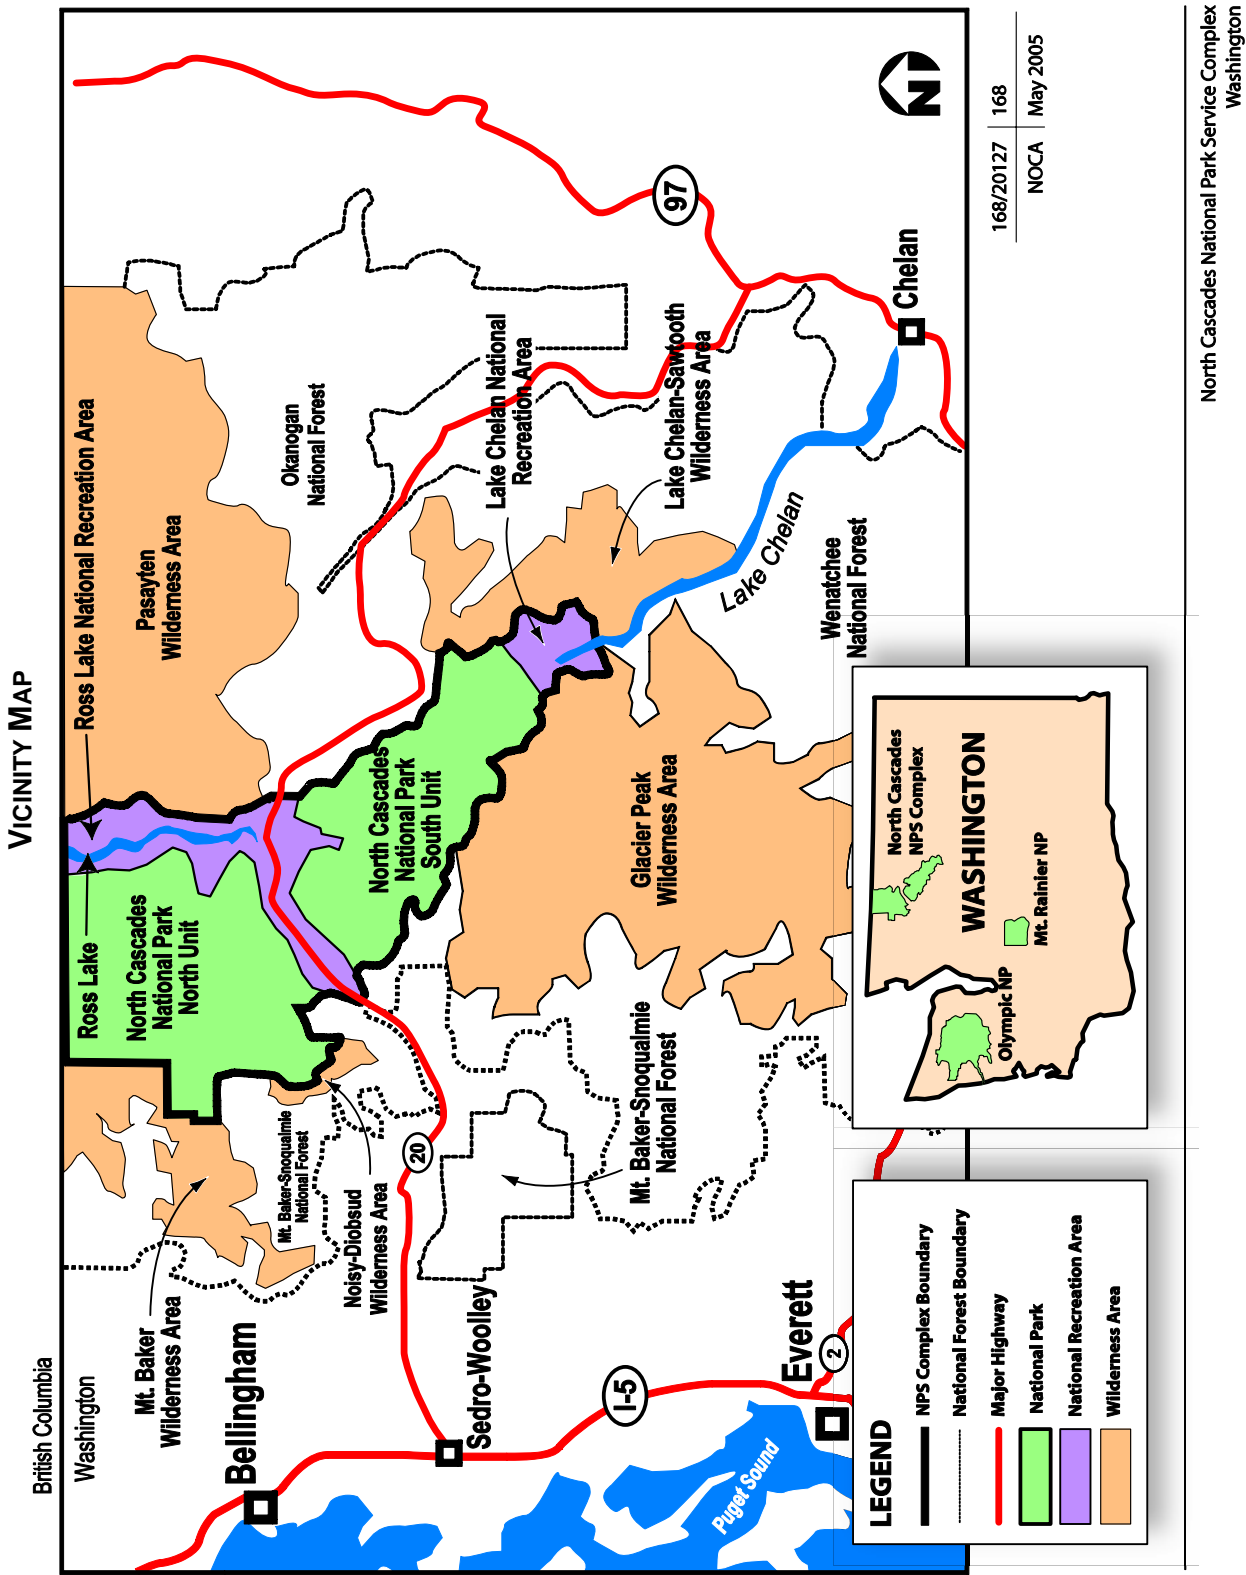 VICINITY MAP
British Columbia
Washington
Ross Lake
Ross Lake National Recreation Area
North Cascades
National Park
North Unit
Pasayten
Wilderness Area
Mt. Baker
Wilderness Area
Bellingham
Mt. Baker-Snoqualmie
National Forest
Noisy-Diobsud
Wilderness Area
Okanogan
National Forest
North Cascades
National Park
South Unit
20
Sedro-Woolley
Lake Chelan National
Recreation Area
Lake Chelan-Sawtooth
Wilderness Area
97
Glacier Peak
Wilderness Area
Mt. Baker-Snoqualmie
National Forest
I-5
Lake Chelan
Puget Sound
Everett
2
Wenatchee
National Forest
Chelan
N
LEGEND
NPS Complex Boundary
National Forest Boundary
Major Highway
National Park
National Recreation Area
Wilderness Area
North Cascades
NPS Complex
WASHINGTON
Olympic NP
Mt. Rainier NP
168/20127
168
NOCA
May 2005
North Cascades National Park Service Complex
Washington